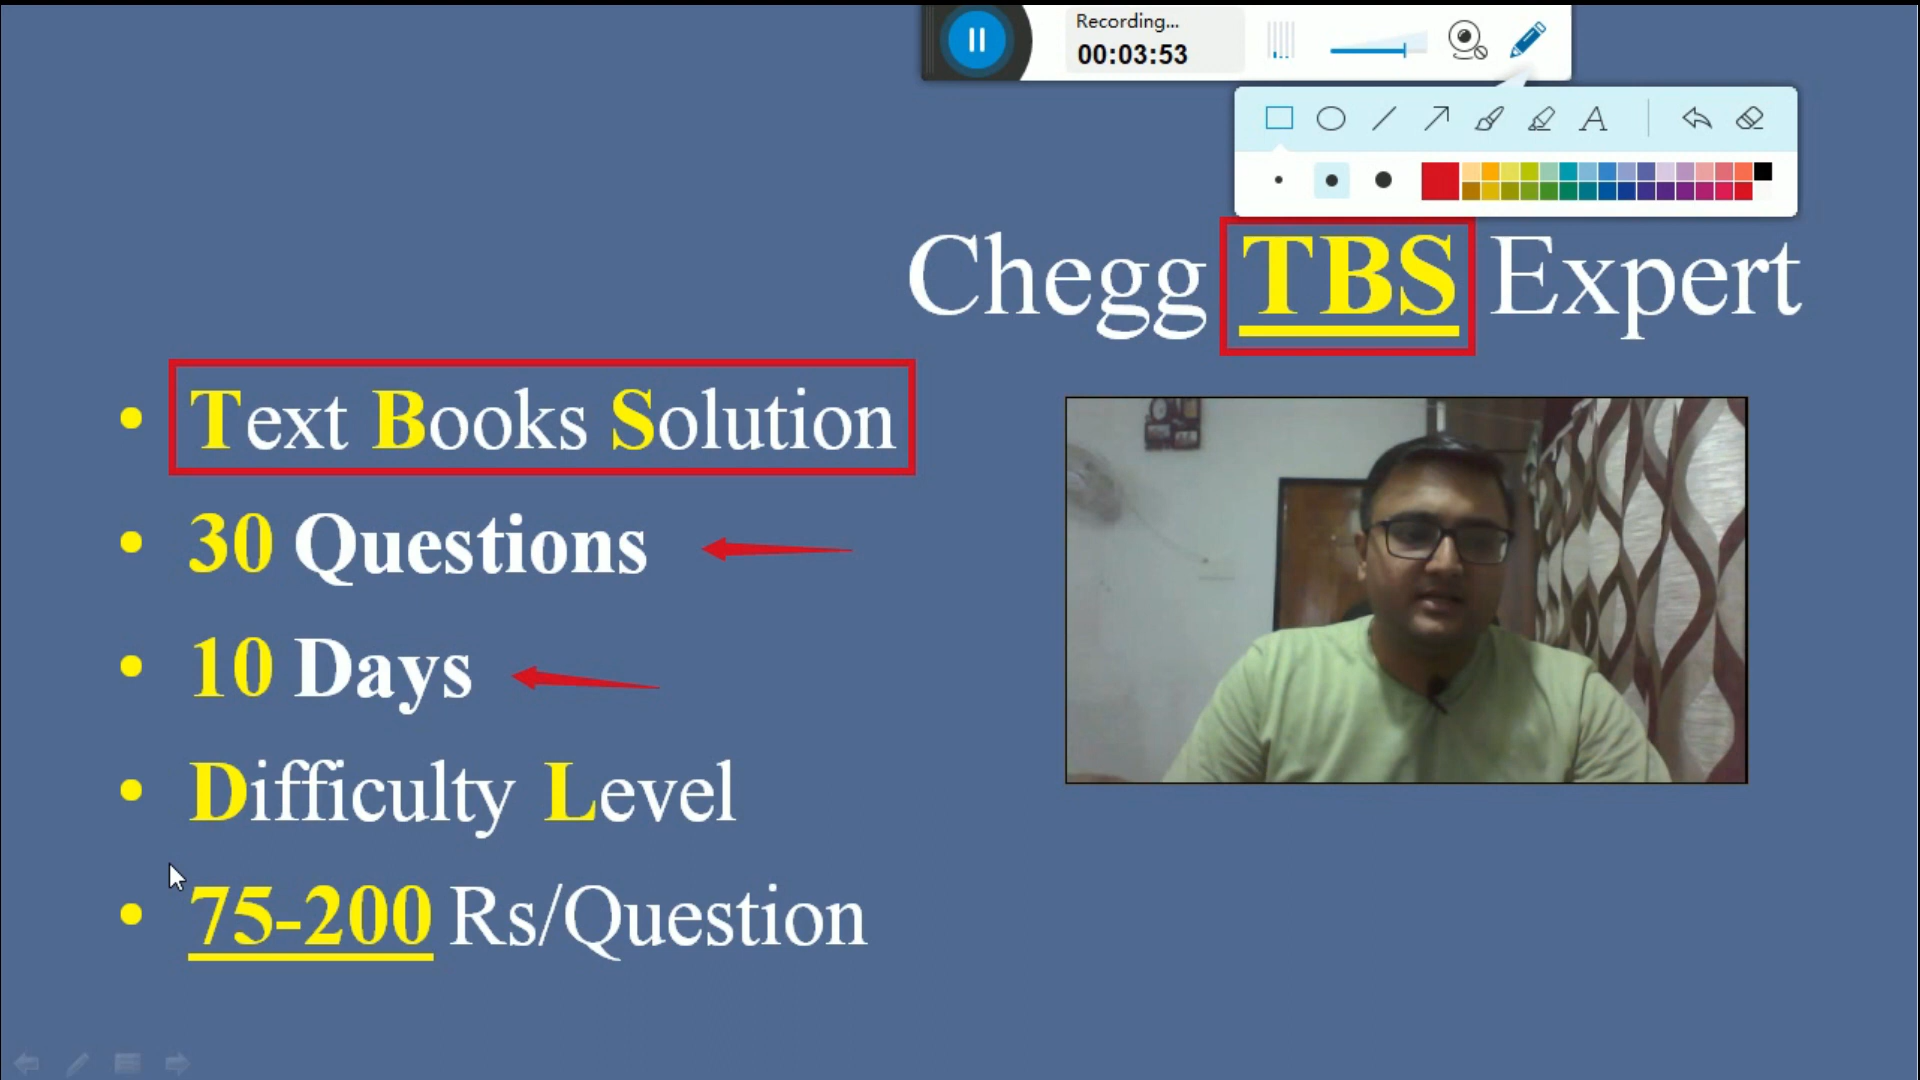 Recording...
00:03:53
A
Chegg TBS Expert
• Text Books Solution
• 30 Questions
• 10 Days
• Difficulty Level
• 75-200 Rs/Question